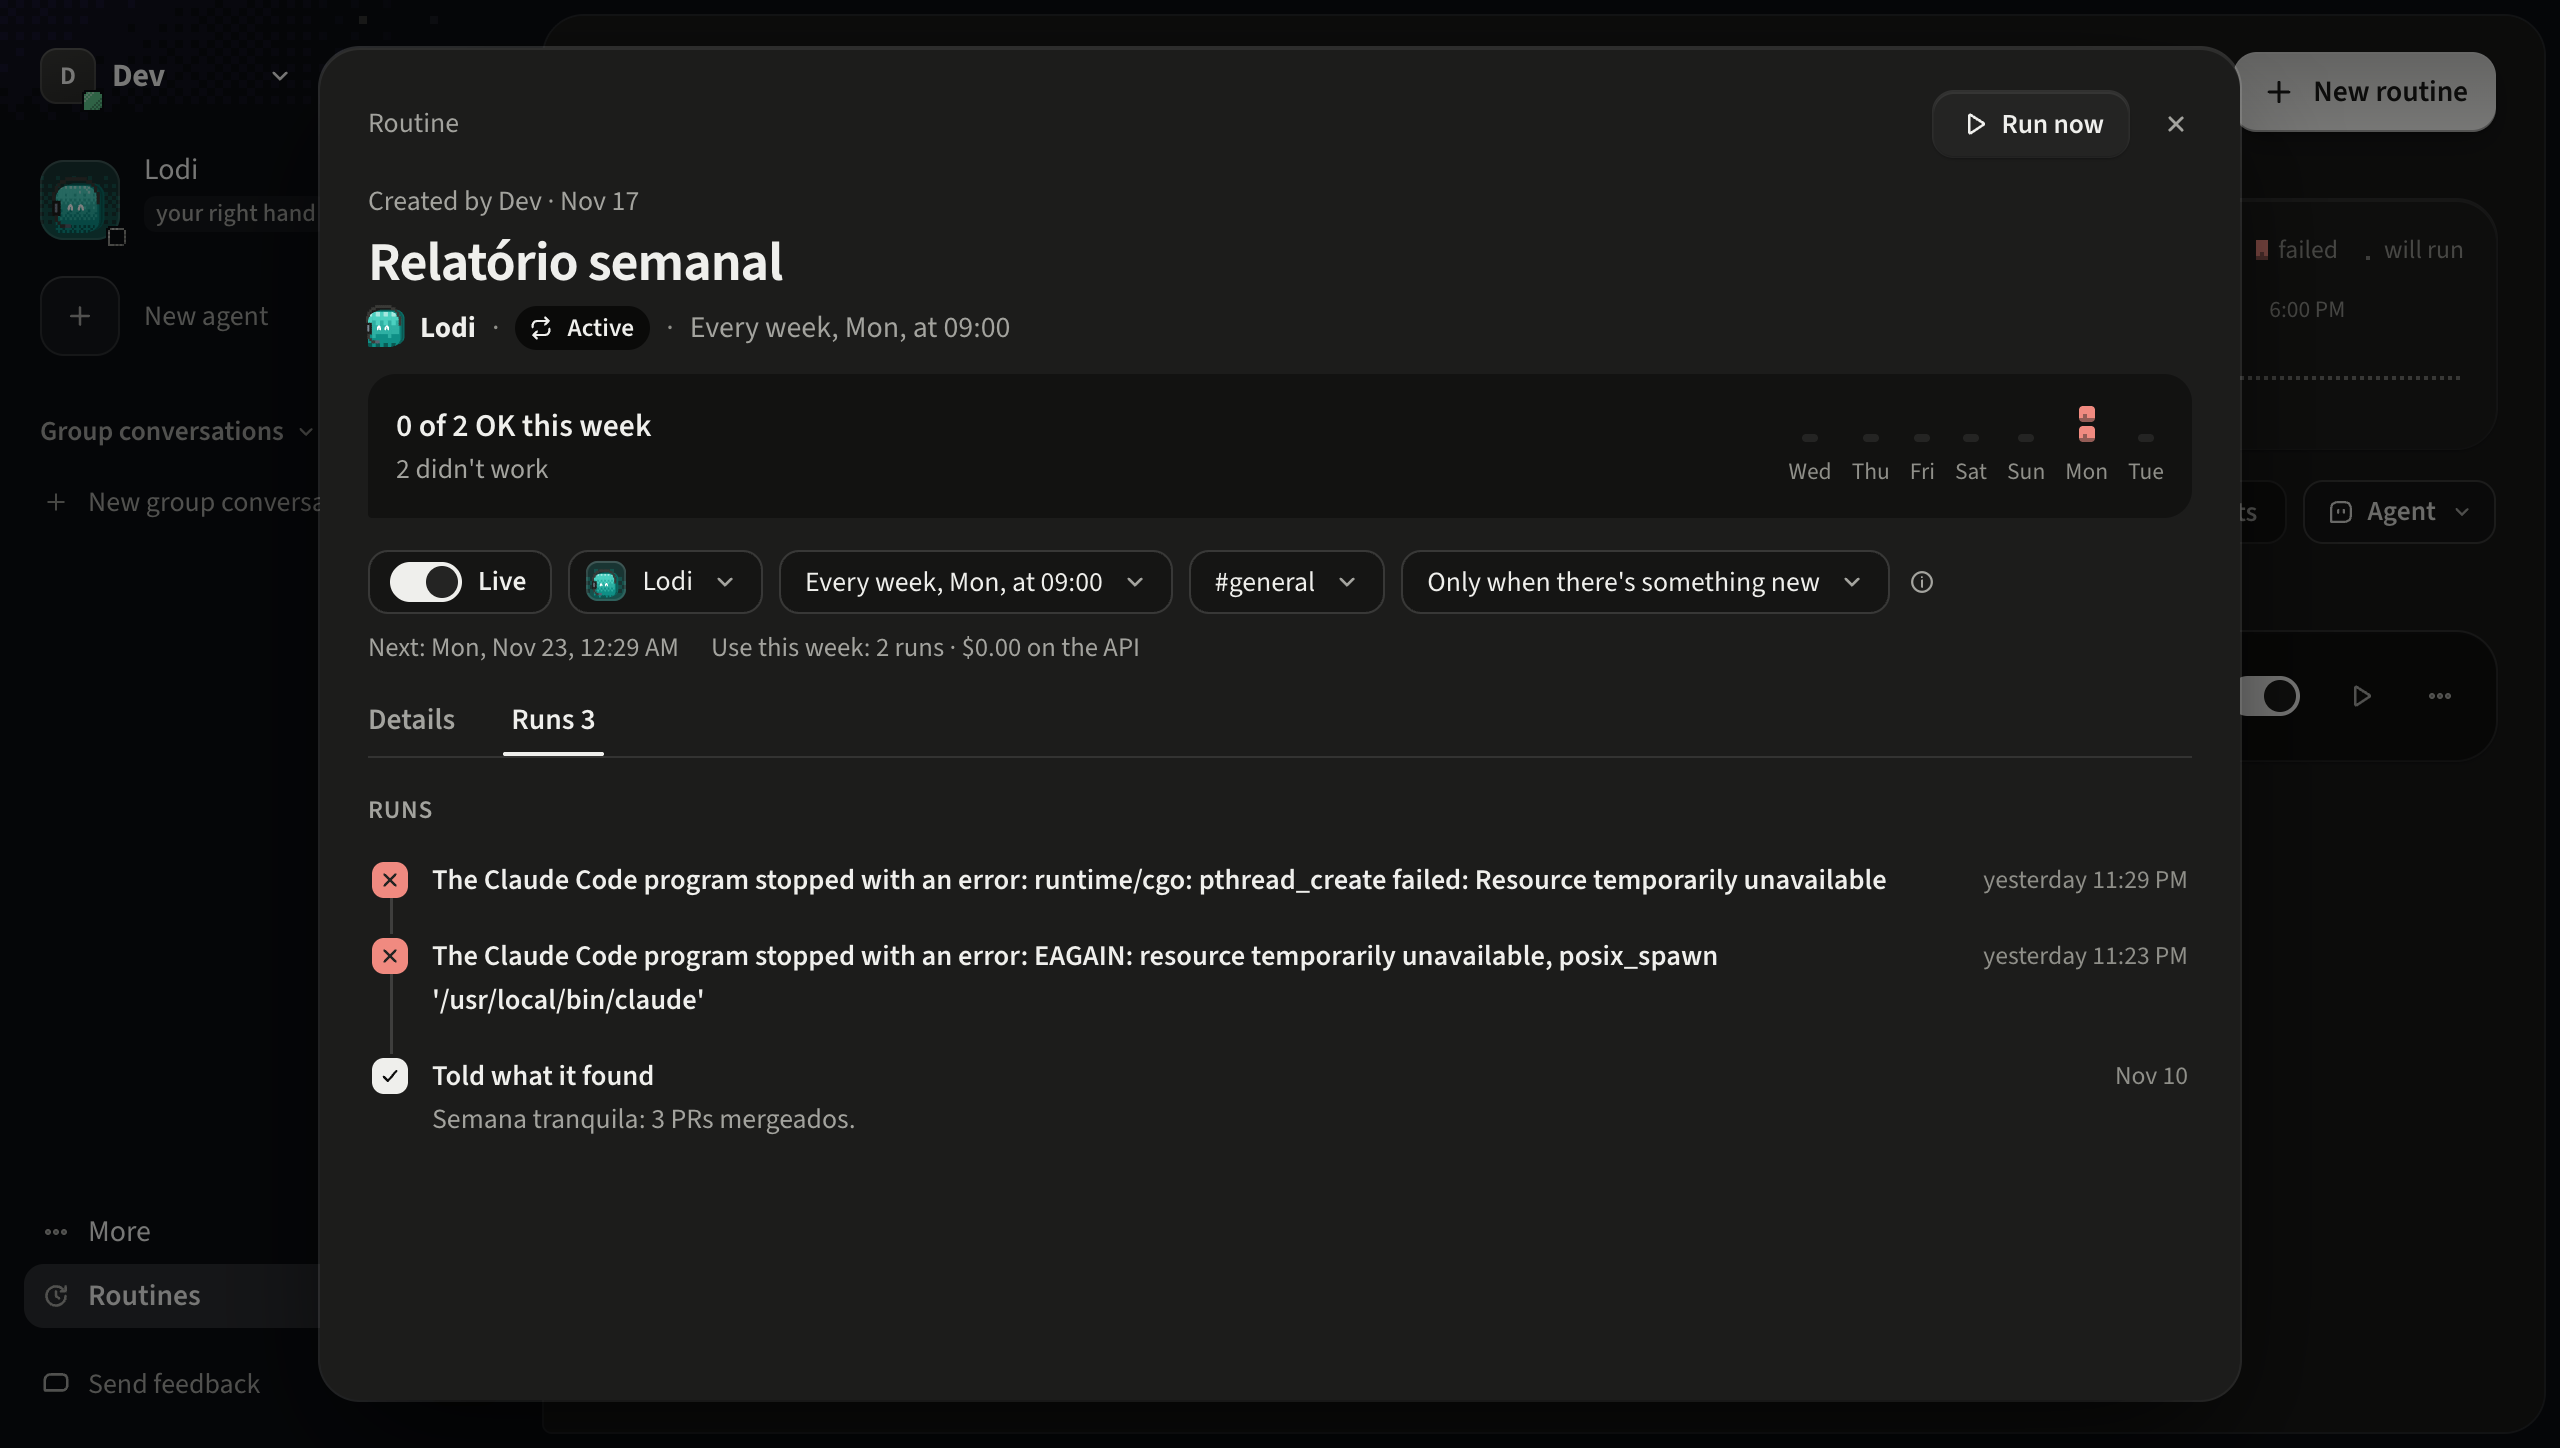 D
Dev
Lodi
your right hand
New agent
Group conversations
New group conversa
More
Routines
Send feedback
New routine
failed
will run
6:00 PM
ts
Agent
Routine
Run now
Created by Dev · Nov 17
Relatório semanal
Lodi · Active · Every week, Mon, at 09:00
0 of 2 OK this week
2 didn't work
Wed Thu Fri Sat Sun Mon Tue
Live
Lodi
Every week, Mon, at 09:00
#general
Only when there's something new
Next: Mon, Nov 23, 12:29 AM
Use this week: 2 runs · $0.00 on the API
Details
Runs 3
RUNS
The Claude Code program stopped with an error: runtime/cgo: pthread_create failed: Resource temporarily unavailable
yesterday 11:29 PM
The Claude Code program stopped with an error: EAGAIN: resource temporarily unavailable, posix_spawn
'/usr/local/bin/claude'
yesterday 11:23 PM
Told what it found
Nov 10
Semana tranquila: 3 PRs mergeados.